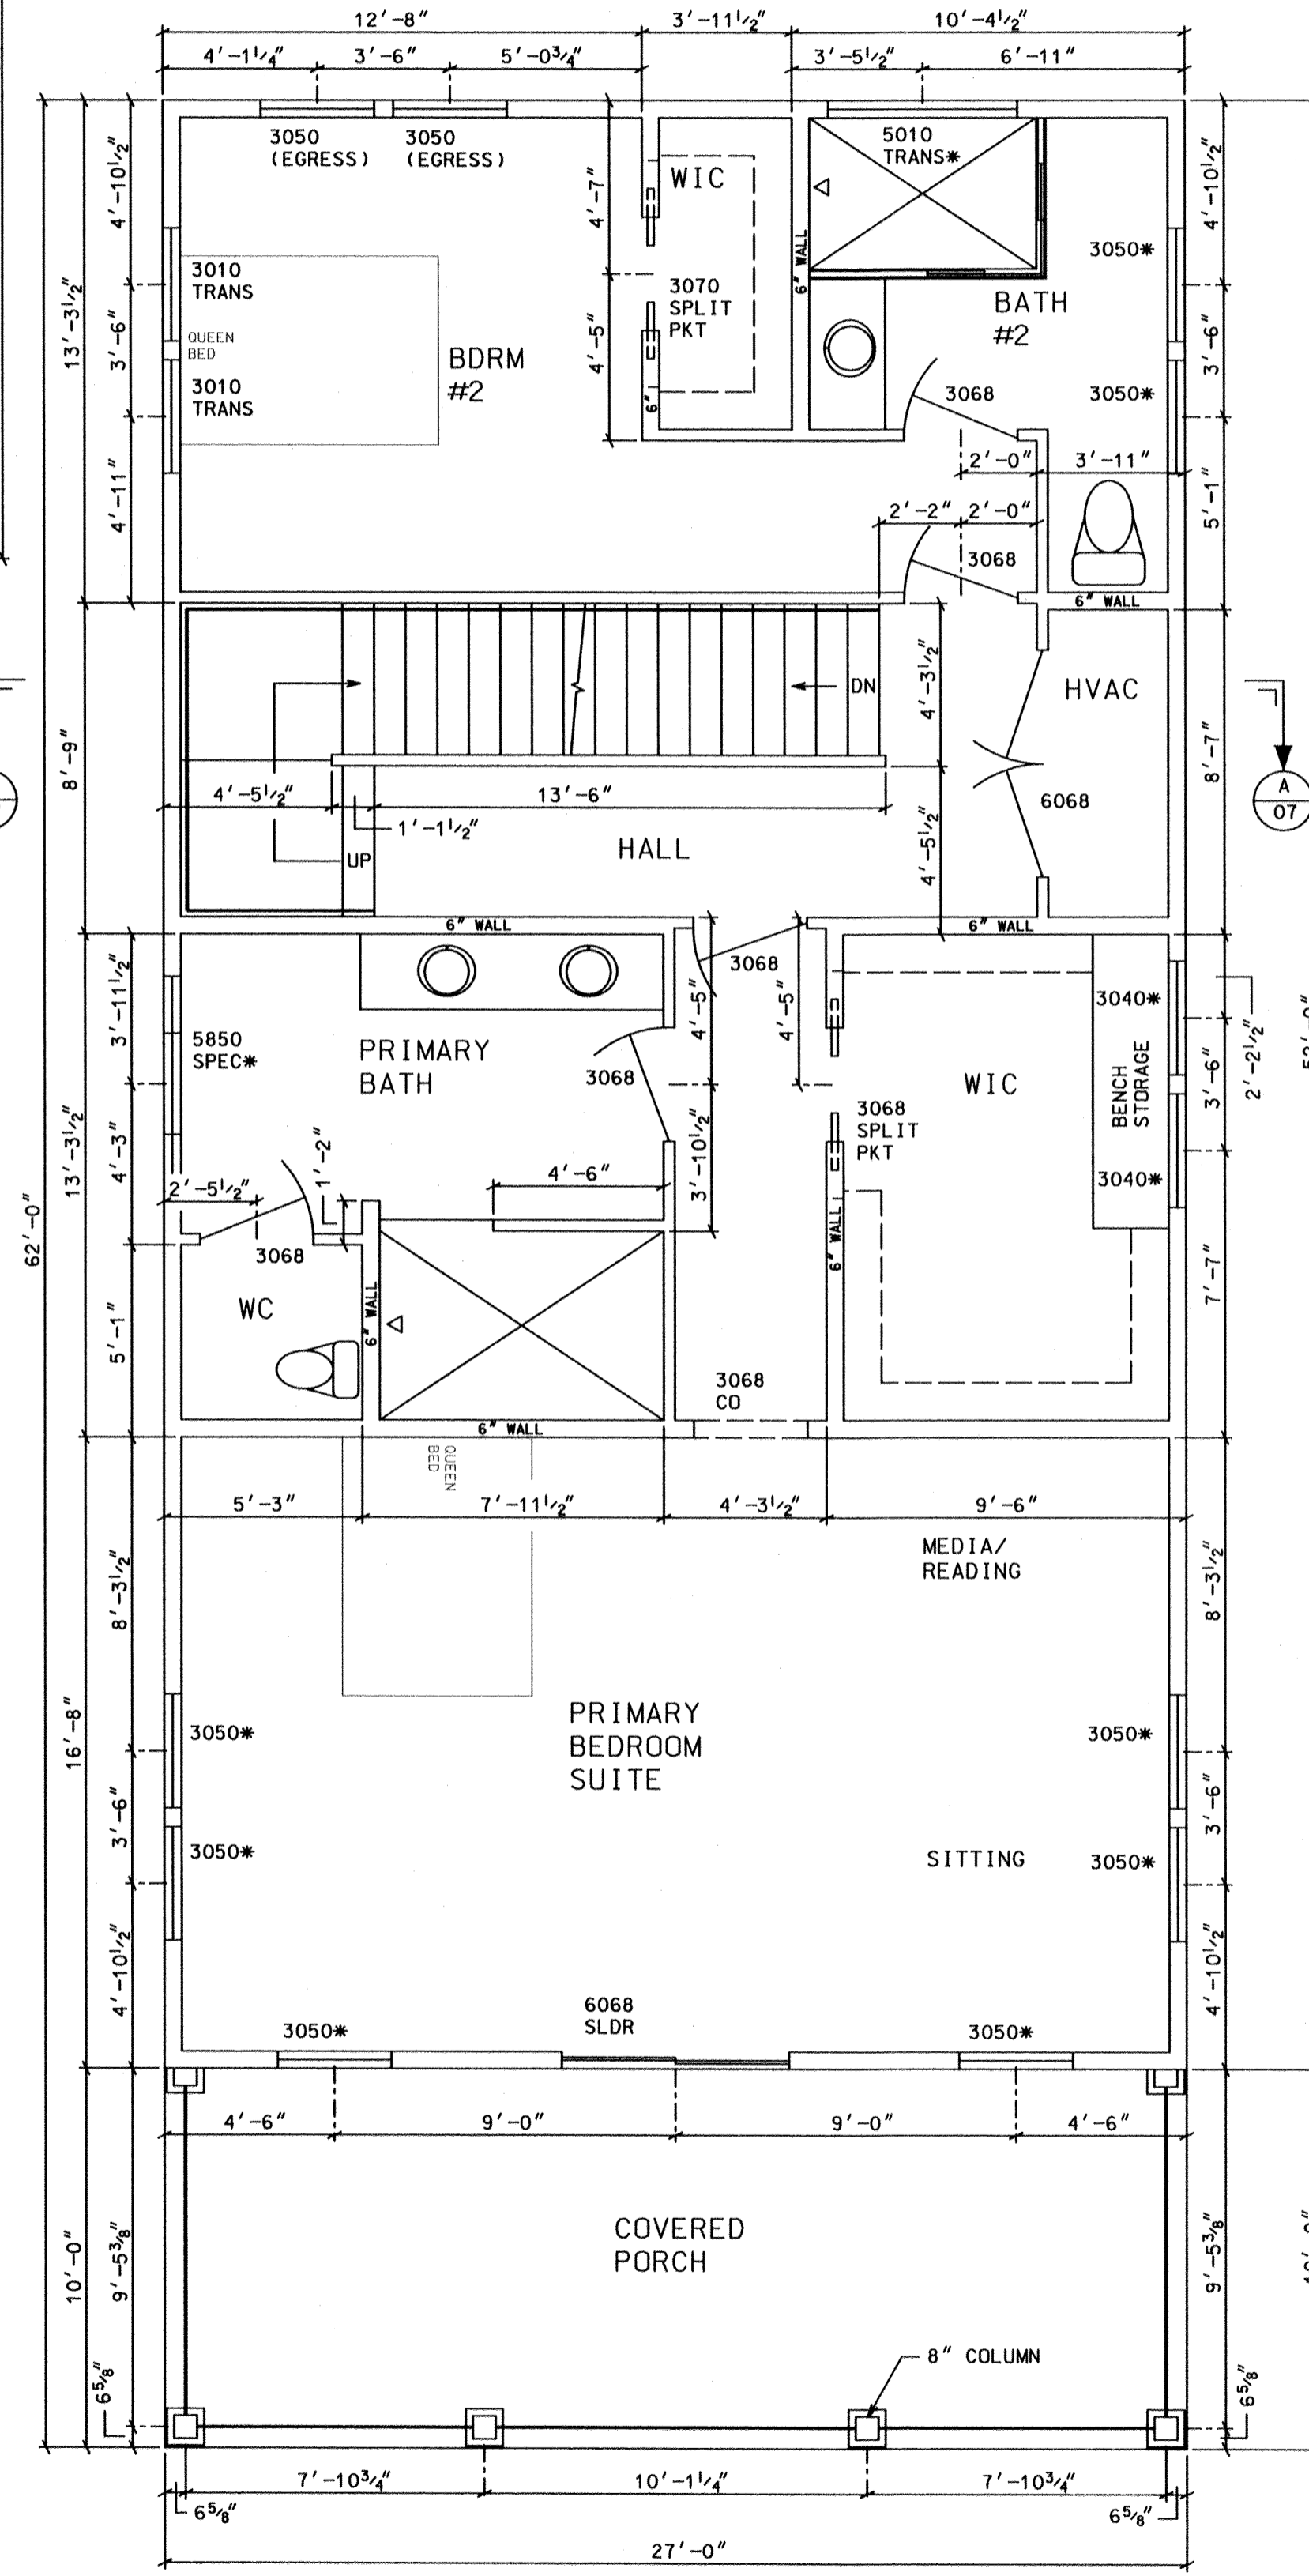 12'-8"
3'-11 1/2"
10'-4 1/2"
4'-1 1/4"
3'-6"
5'-0 3/4"
3'-5 1/2"
6'-11"
3050
(EGRESS)
3050
(EGRESS)
WIC
5010
TRANS*
4'-10 1/2"
4'-7"
6" WALL
4'-10 1/2"
3050*
3010
TRANS
3070
SPLIT
PKT
BATH
#2
13'-3 1/2"
3'-6"
QUEEN
BED
BDRM
#2
4'-5"
3'-6"
3010
TRANS
6"
3068
3050*
2'-0"
3'-11"
4'-11"
5'-1"
2'-2"
2'-0"
3068
6" WALL
4'-3 1/2"
DN
HVAC
8'-9"
8'-7"
4'-5 1/2"
13'-6"
6068
A
07
1'-1 1/2"
HALL
UP
4'-5 1/2"
6" WALL
6" WALL
3'-11 1/2"
3068
4'-5"
4'-5"
3040*
5850
SPEC*
PRIMARY
BATH
3068
WIC
BENCH
STORAGE
3'-6"
2'-2 1/2"
52'-0"
3068
SPLIT
PKT
13'-3 1/2"
4'-3"
1'-2"
3'-10 1/2"
4'-6"
3040*
2'-5 1/2"
62'-0"
3068
6" WALL
WC
6" WALL
5'-1"
7'-7"
3068
CO
6" WALL
QUEEN
BED
5'-3"
7'-11 1/2"
4'-3 1/2"
9'-6"
MEDIA/
READING
8'-3 1/2"
8'-3 1/2"
PRIMARY
BEDROOM
SUITE
16'-8"
3050*
3050*
3'-6"
3'-6"
3050*
SITTING
3050*
4'-10 1/2"
4'-10 1/2"
3050*
6068
SLDR
3050*
4'-6"
9'-0"
9'-0"
4'-6"
COVERED
PORCH
10'-0"
9'-5 3/8"
9'-5 3/8"
10'-0"
8" COLUMN
6 5/8"
6 5/8"
7'-10 3/4"
10'-1 1/4"
7'-10 3/4"
6 5/8"
6 5/8"
27'-0"